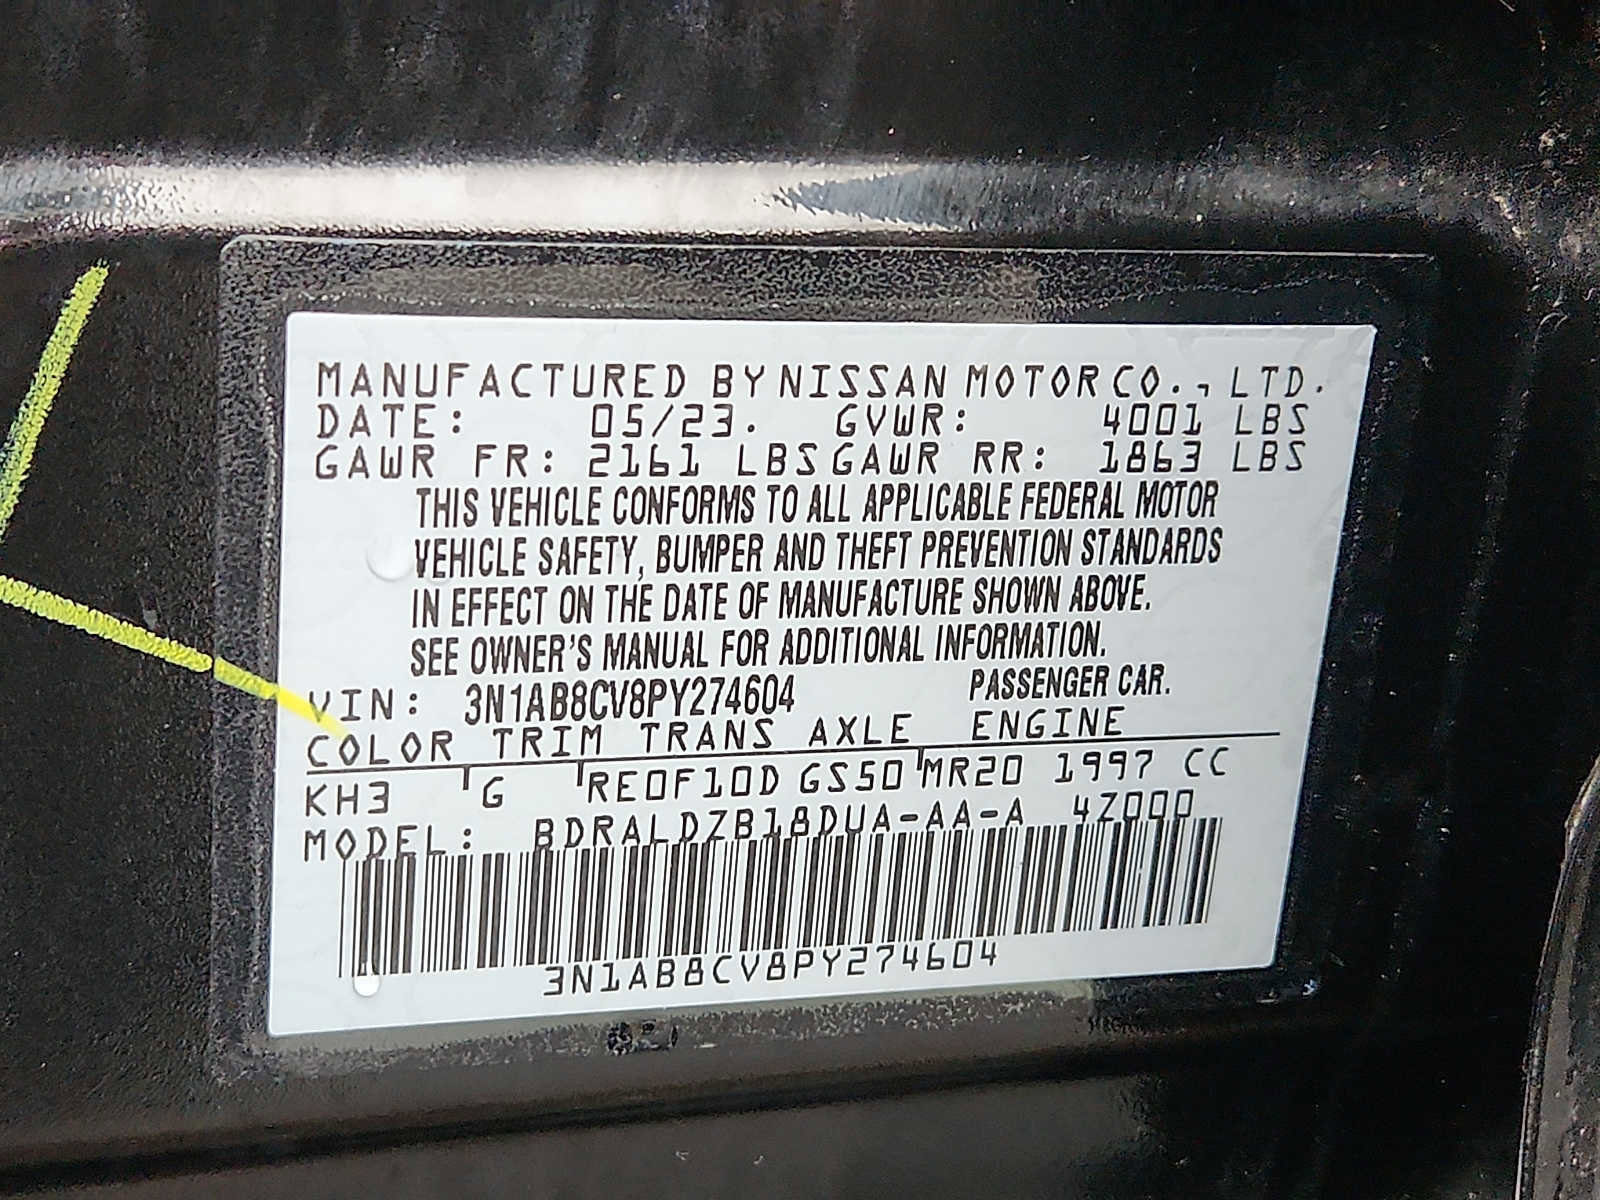 MANUFACTURED BY NISSAN MOTOR CO., LTD.
DATE: 05/23. GVWR: 4001 LBS
GAWR FR: 2161 LBS GAWR RR: 1863 LBS
THIS VEHICLE CONFORMS TO ALL APPLICABLE FEDERAL MOTOR
VEHICLE SAFETY, BUMPER AND THEFT PREVENTION STANDARDS
IN EFFECT ON THE DATE OF MANUFACTURE SHOWN ABOVE.
SEE OWNER'S MANUAL FOR ADDITIONAL INFORMATION.
VIN: 3N1AB8CV8PY274604 PASSENGER CAR.
COLOR TRIM TRANS AXLE ENGINE
KH3 G RE0F10D GS50 MR20 1997 CC
MODEL: BDRALDZB18DUA-AA-A 4Z000
3N1AB8CV8PY274604